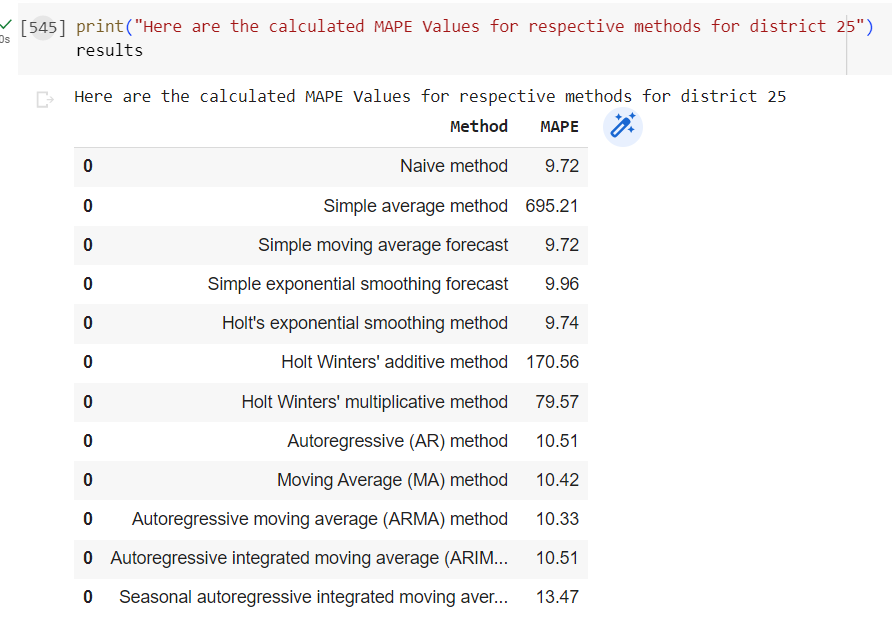 [545] print("Here are the calculated MAPE Values for respective methods for district 25")
0s
results
Here are the calculated MAPE Values for respective methods for district 25
Method MAPE
0 Naive method 9.72
0 Simple average method 695.21
0 Simple moving average forecast 9.72
0 Simple exponential smoothing forecast 9.96
0 Holt's exponential smoothing method 9.74
0 Holt Winters' additive method 170.56
0 Holt Winters' multiplicative method 79.57
0 Autoregressive (AR) method 10.51
0 Moving Average (MA) method 10.42
0 Autoregressive moving average (ARMA) method 10.33
0 Autoregressive integrated moving average (ARIM... 10.51
0 Seasonal autoregressive integrated moving aver... 13.47